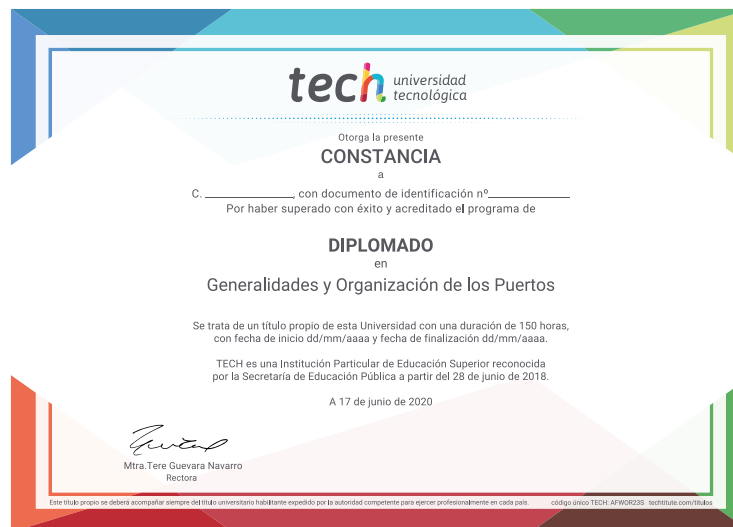 tech universidad
tecnológica
Otorga la presente
CONSTANCIA
a
C. ______________, con documento de identificación nº______________
Por haber superado con éxito y acreditado el programa de
DIPLOMADO
en
Generalidades y Organización de los Puertos
Se trata de un título propio de esta Universidad con una duración de 150 horas,
con fecha de inicio dd/mm/aaaa y fecha de finalización dd/mm/aaaa.
TECH es una Institución Particular de Educación Superior reconocida
por la Secretaría de Educación Pública a partir del 28 de junio de 2018.
A 17 de junio de 2020
Mtra.Tere Guevara Navarro
Rectora
Este título propio se deberá acompañar siempre del título universitario habilitante expedido por la autoridad competente para ejercer profesionalmente en cada país. código único TECH: AFWOR23S techtitute.com/titulos